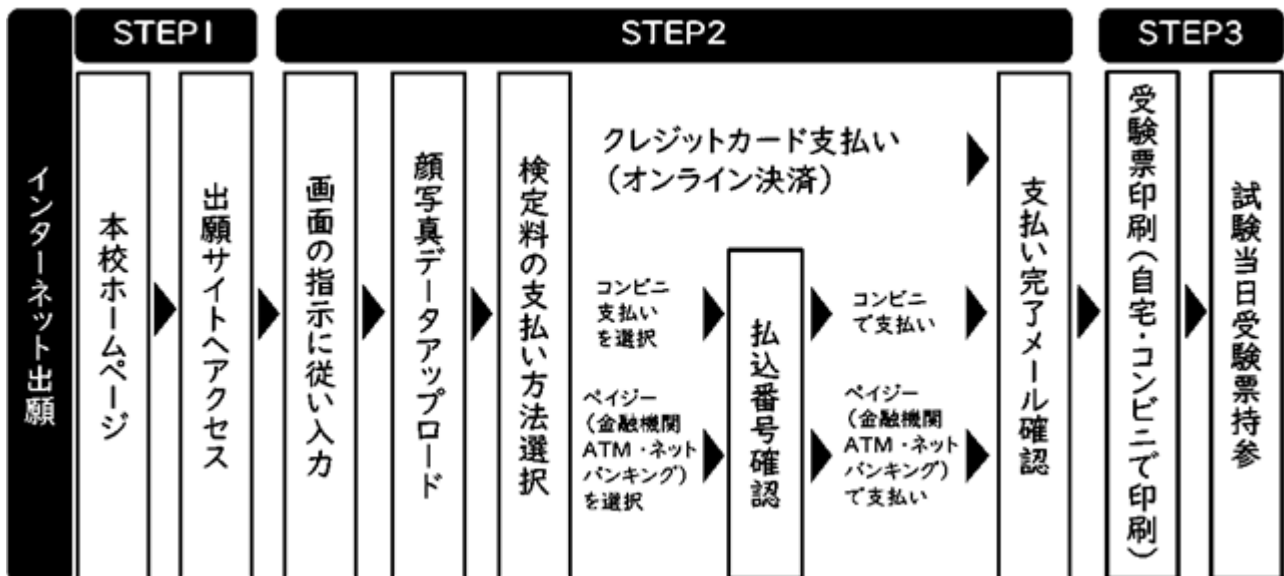 インターネット出願
STEP1
本校ホームページ
出願サイトへアクセス
STEP2
画面の指示に従い入力
顔写真データアップロード
検定料の支払い方法選択
クレジットカード支払い
（オンライン決済）
コンビニ
支払い
を選択
ペイジー
（金融機関
ATM・ネット
バンキング）
を選択
払込番号確認
コンビニ
で支払い
ペイジー
（金融機関
ATM・ネット
バンキング）
で支払い
支払い完了メール確認
STEP3
受験票印刷（自宅・コンビニで印刷）
試験当日受験票持参